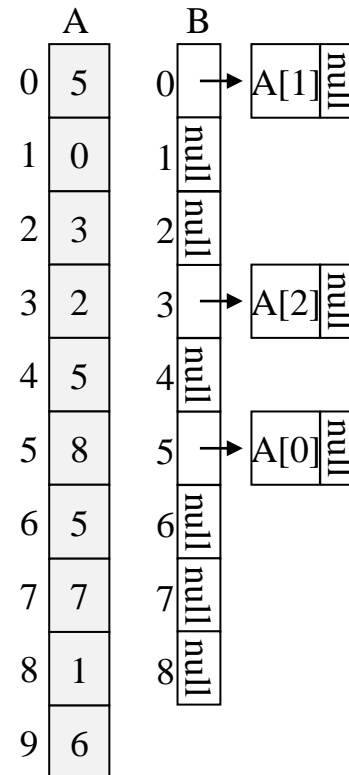 A B
0 5 0 A[1] null
1 0 1 null
2 3 2 null
3 2 3 A[2] null
4 5 4 null
5 8 5 A[0] null
6 5 6 null
7 7 7 null
8 1 8 null
9 6